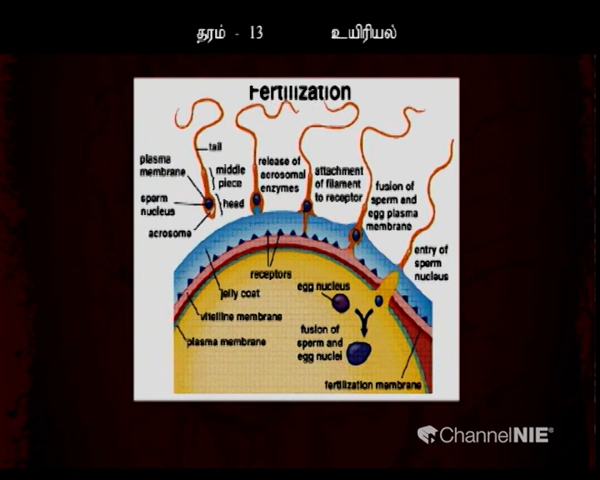 தரம் - 13 உயிரியல்
Fertilization
tail
plasma
membrane
middle
piece
head
sperm
nucleus
acrosome
release of
acrosomal
enzymes
attachment
of filament
to receptor
fusion of
sperm and
egg plasma
membrane
entry of
sperm
nucleus
receptors
jelly coat
vitelline membrane
plasma membrane
egg nucleus
fusion of
sperm and
egg nuclei
fertilization membrane
ChannelNIE®